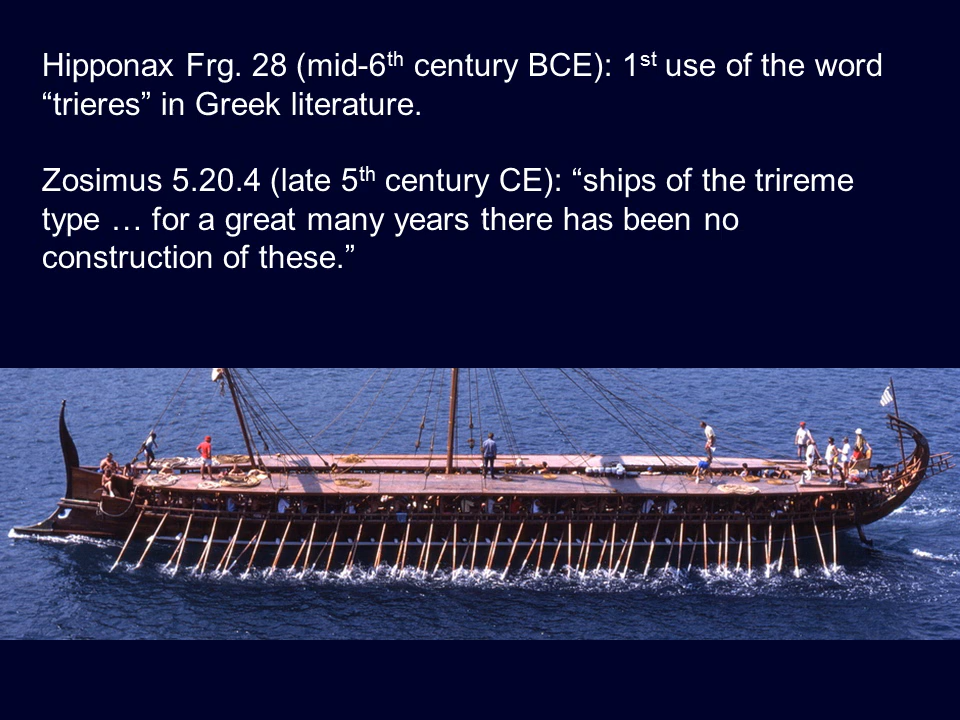 Hipponax Frg. 28 (mid-6th century BCE): 1st use of the word
“trieres” in Greek literature.
Zosimus 5.20.4 (late 5th century CE): “ships of the trireme
type … for a great many years there has been no
construction of these.”